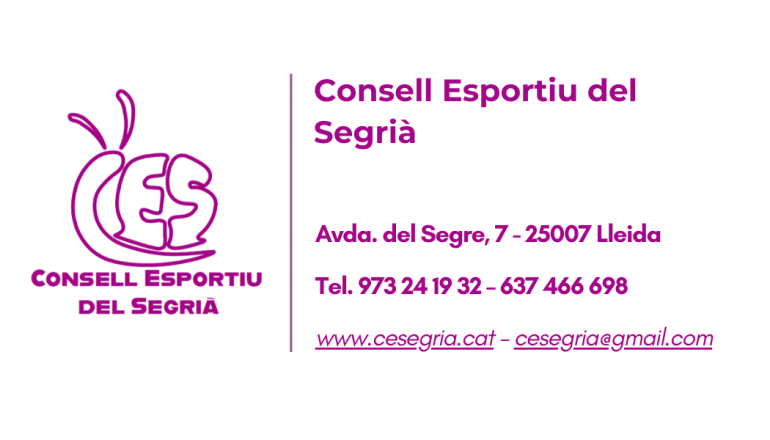 CES
CONSELL ESPORTIU
DEL SEGRIÀ
Consell Esportiu del
Segrià
Avda. del Segre, 7 - 25007 Lleida
Tel. 973 24 19 32 – 637 466 698
www.cesegria.cat – cesegria@gmail.com